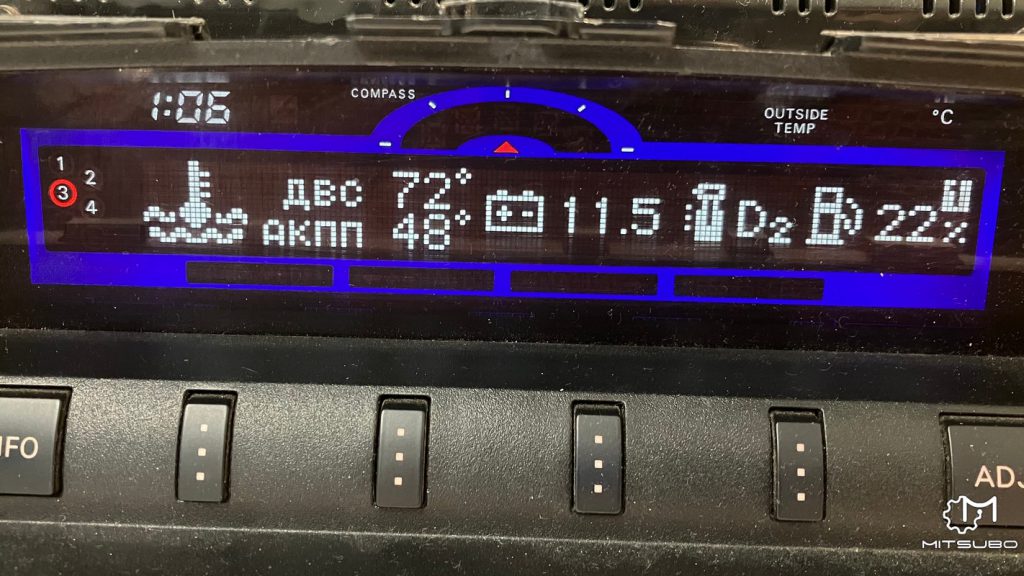 1:06
COMPASS
OUTSIDE
TEMP
°C
1
2
3
4
ДВС 72°
АКПП 48°
11.5
D2
22%
INFO
ADJ
MITSUBO